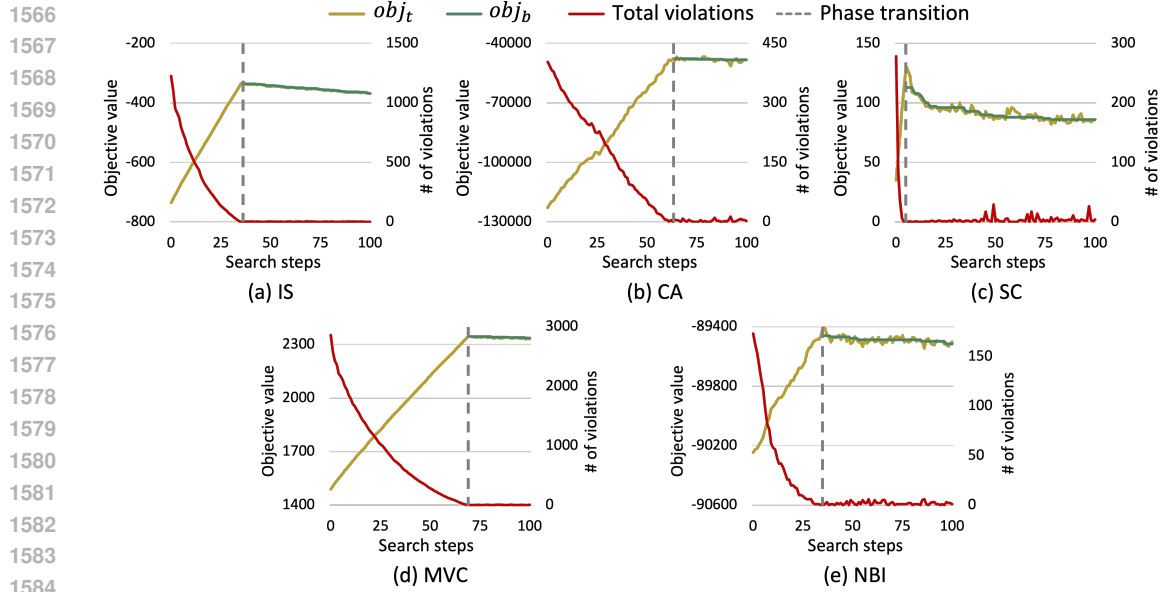 1566
1567
1568
1569
1570
1571
1572
1573
1574
1575
1576
1577
1578
1579
1580
1581
1582
1583
1584
obj_t obj_b Total violations Phase transition
-200 -400 -600 -800
Objective value
1500 1000 500 0
# of violations
0 25 50 75 100
Search steps
(a) IS
-40000 -70000 -100000 -130000
Objective value
450 300 150 0
# of violations
0 25 50 75 100
Search steps
(b) CA
150 100 50 0
Objective value
300 200 100 0
# of violations
0 25 50 75 100
Search steps
(c) SC
2300 2000 1700 1400
Objective value
3000 2000 1000 0
# of violations
0 25 50 75 100
Search steps
(d) MVC
-89400 -89800 -90200 -90600
Objective value
150 100 50 0
# of violations
0 25 50 75 100
Search steps
(e) NBI